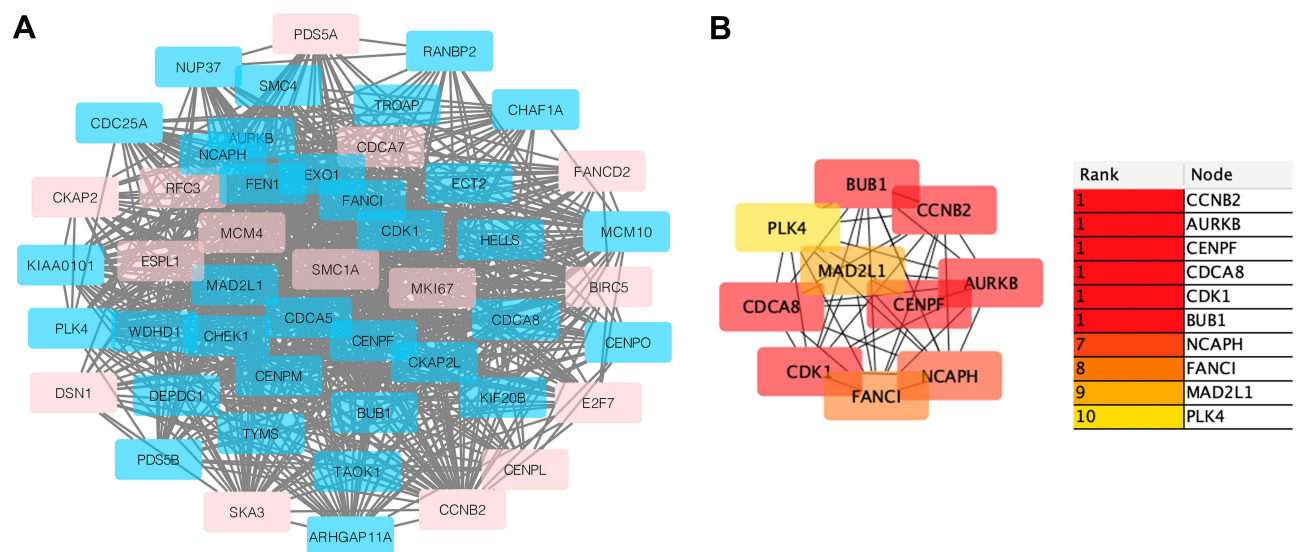 A
PDS5A
RANBP2
NUP37
SMC4
TROAP
CHAF1A
CDC25A
AURKB
NCAPH
CDCA7
EXO1
FANCD2
CKAP2
RFC3
FEN1
FANCI
ECT2
MCM4
CDK1
HELLS
MCM10
KIAA0101
ESPL1
SMC1A
MAD2L1
MKI67
BIRC5
PLK4
WDHD1
CHEK1
CDCA5
CENPF
CDCA8
CENPO
CKAP2L
CENPM
DSN1
DEPDC1
BUB1
KIF20B
E2F7
TYMS
PDS5B
TAOK1
CENPL
SKA3
CCNB2
ARHGAP11A
B
BUB1
CCNB2
PLK4
MAD2L1
AURKB
CDCA8
CENPF
CDK1
NCAPH
FANCI
Rank Node
1 CCNB2
1 AURKB
1 CENPF
1 CDCA8
1 CDK1
1 BUB1
7 NCAPH
8 FANCI
9 MAD2L1
10 PLK4